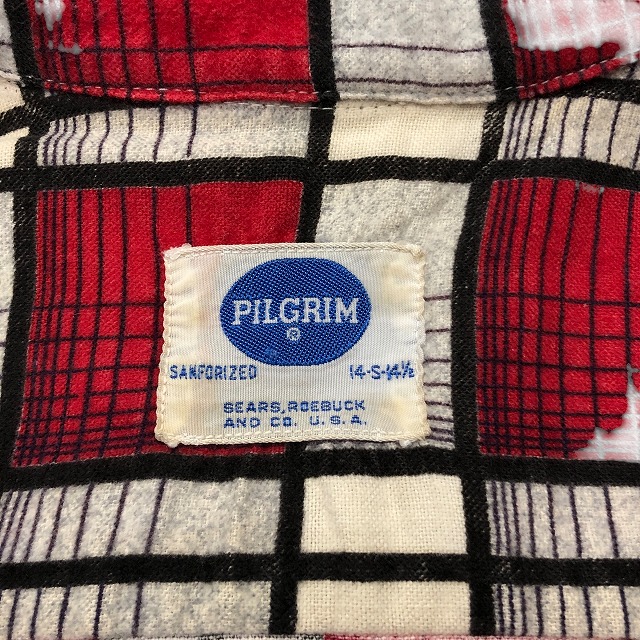 PILGRIM
®
SANFORIZED 14-S-14½
SEARS, ROEBUCK
AND CO. U.S.A.